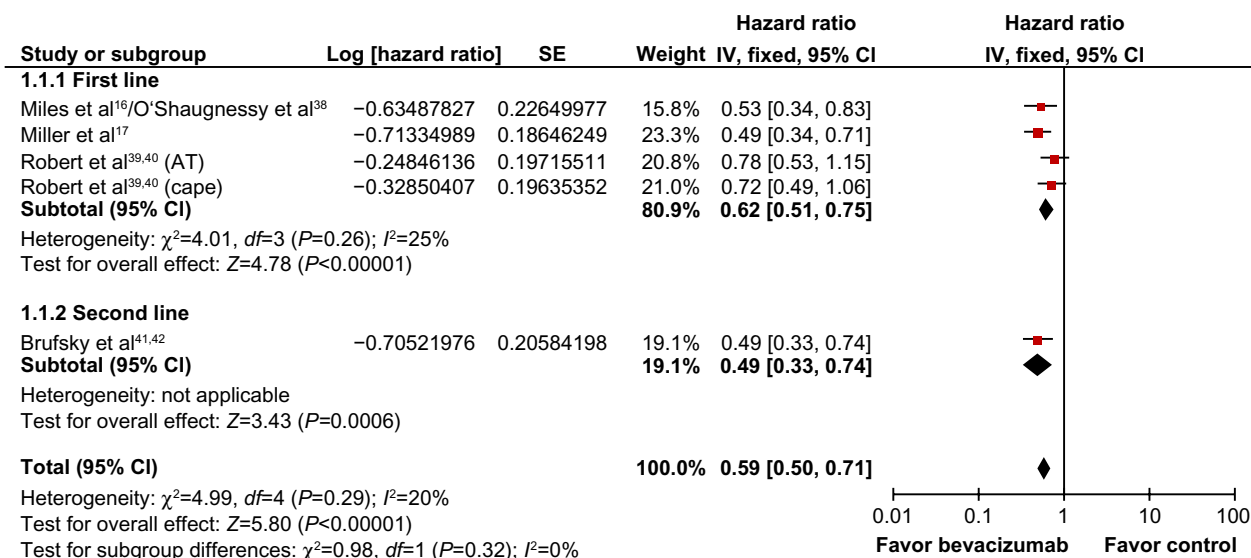 Hazard ratio Hazard ratio
Study or subgroup Log [hazard ratio] SE Weight IV, fixed, 95% CI IV, fixed, 95% CI
1.1.1 First line
Miles et al16/O‘Shaugnessy et al38 −0.63487827 0.22649977 15.8% 0.53 [0.34, 0.83]
Miller et al17 −0.71334989 0.18646249 23.3% 0.49 [0.34, 0.71]
Robert et al39,40 (AT) −0.24846136 0.19715511 20.8% 0.78 [0.53, 1.15]
Robert et al39,40 (cape) −0.32850407 0.19635352 21.0% 0.72 [0.49, 1.06]
Subtotal (95% CI) 80.9% 0.62 [0.51, 0.75]
Heterogeneity: χ2=4.01, df=3 (P=0.26); I2=25%
Test for overall effect: Z=4.78 (P<0.00001)
1.1.2 Second line
Brufsky et al41,42 −0.70521976 0.20584198 19.1% 0.49 [0.33, 0.74]
Subtotal (95% CI) 19.1% 0.49 [0.33, 0.74]
Heterogeneity: not applicable
Test for overall effect: Z=3.43 (P=0.0006)
Total (95% CI) 100.0% 0.59 [0.50, 0.71]
Heterogeneity: χ2=4.99, df=4 (P=0.29); I2=20%
Test for overall effect: Z=5.80 (P<0.00001)
Test for subgroup differences: χ2=0.98, df=1 (P=0.32); I2=0%
0.01 0.1 1 10 100
Favor bevacizumab Favor control